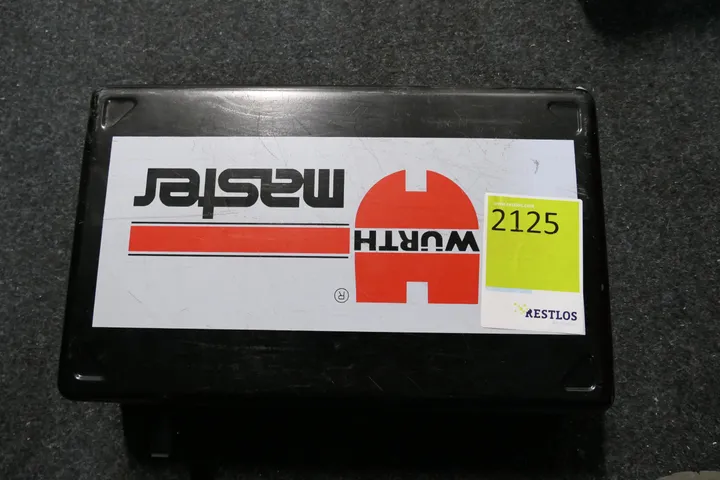 master
WÜRTH
®
2125
RESTLOS